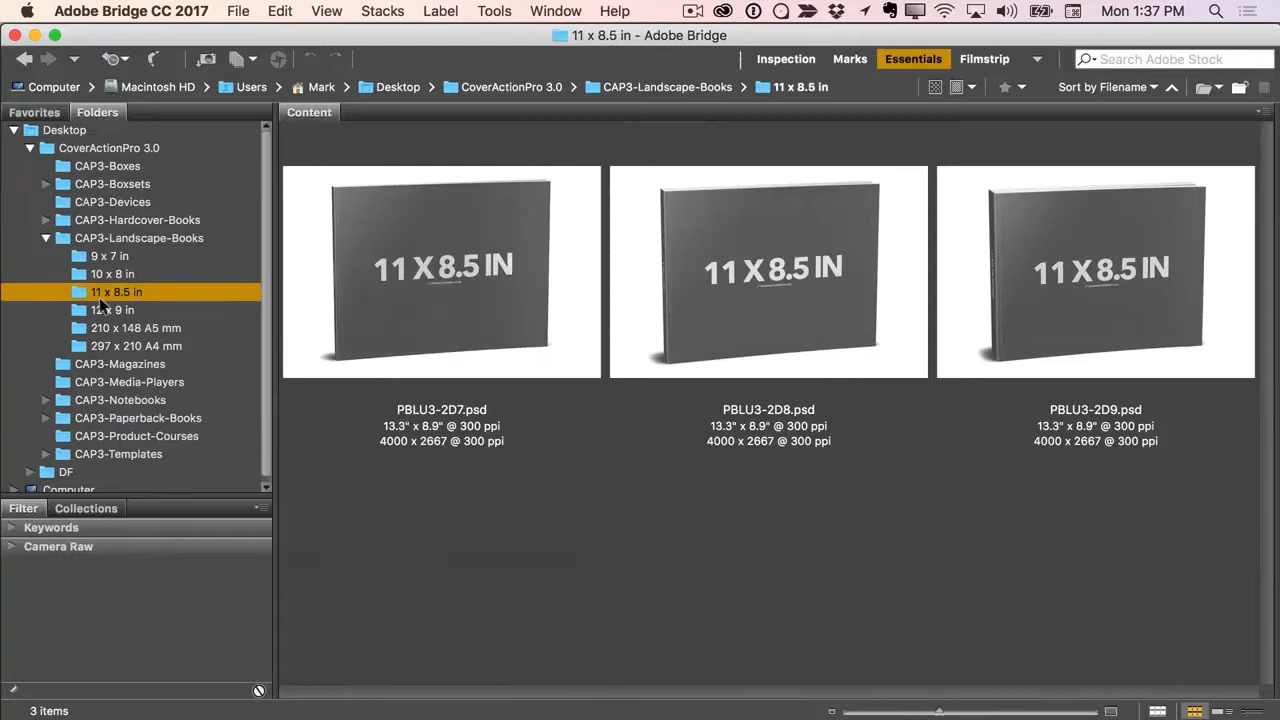 Adobe Bridge CC 2017 File Edit View Stacks Label Tools Window Help Mon 1:37 PM
11 x 8.5 in - Adobe Bridge
Inspection Marks Essentials Filmstrip Search Adobe Stock
Computer Macintosh HD Users Mark Desktop CoverActionPro 3.0 CAP3-Landscape-Books 11 x 8.5 in Sort by Filename
Favorites Folders
Content
Desktop
CoverActionPro 3.0
CAP3-Boxes
CAP3-Boxsets
CAP3-Devices
CAP3-Hardcover-Books
CAP3-Landscape-Books
9 x 7 in
10 x 8 in
11 x 8.5 in
12 x 9 in
210 x 148 A5 mm
297 x 210 A4 mm
CAP3-Magazines
CAP3-Media-Players
CAP3-Notebooks
CAP3-Paperback-Books
CAP3-Product-Courses
CAP3-Templates
DF
Computer
11 X 8.5 IN
11 X 8.5 IN
11 X 8.5 IN
PBLU3-2D7.psd
13.3" x 8.9" @ 300 ppi
4000 x 2667 @ 300 ppi
PBLU3-2D8.psd
13.3" x 8.9" @ 300 ppi
4000 x 2667 @ 300 ppi
PBLU3-2D9.psd
13.3" x 8.9" @ 300 ppi
4000 x 2667 @ 300 ppi
Filter Collections
Keywords
Camera Raw
3 items